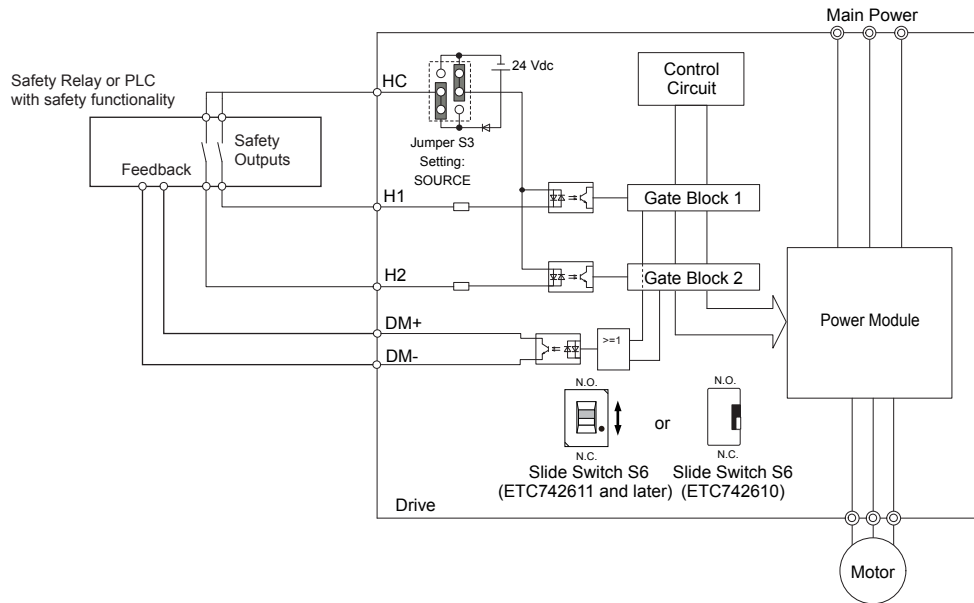 Main Power
Safety Relay or PLC
with safety functionality
HC
24 Vdc
Control
Circuit
Safety
Outputs
Feedback
Jumper S3
Setting:
SOURCE
H1
Gate Block 1
H2
Gate Block 2
DM+
DM-
>=1
Power Module
N.O.
N.O.
or
N.C.
N.C.
Slide Switch S6
(ETC742611 and later)
Slide Switch S6
(ETC742610)
Drive
Motor